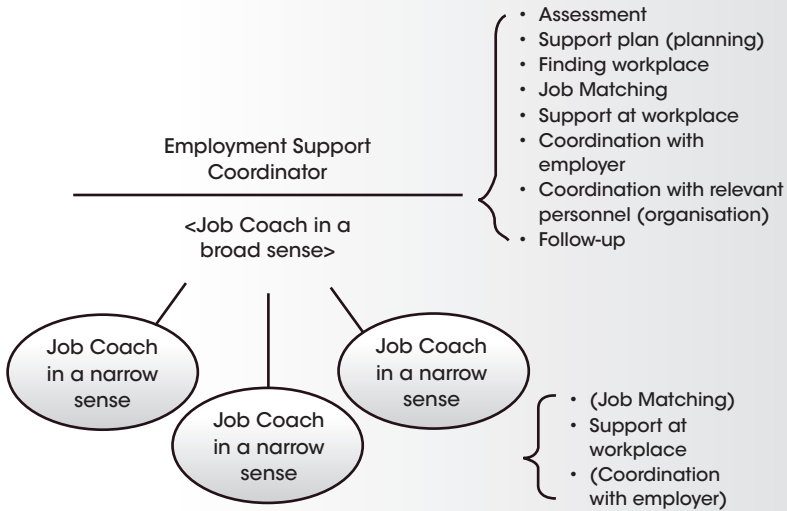 • Assessment
• Support plan (planning)
• Finding workplace
• Job Matching
• Support at workplace
• Coordination with
employer
• Coordination with relevant
personnel (organisation)
• Follow-up
Employment Support
Coordinator
<Job Coach in a
broad sense>
Job Coach
in a narrow
sense
Job Coach
in a narrow
sense
Job Coach
in a narrow
sense
• (Job Matching)
• Support at
workplace
• (Coordination
with employer)